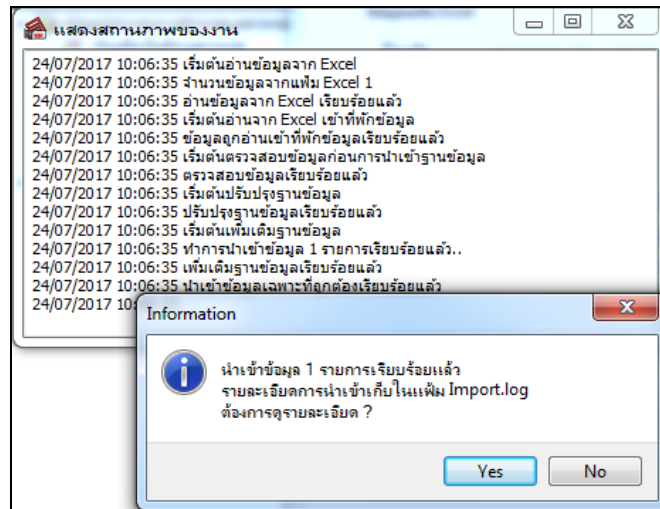 แสดงสถานภาพของงาน
24/07/2017 10:06:35 เริ่มต้นอ่านข้อมูลจาก Excel
24/07/2017 10:06:35 จำนวนข้อมูลจากแฟ้ม Excel 1
24/07/2017 10:06:35 อ่านข้อมูลจาก Excel เรียบร้อยแล้ว
24/07/2017 10:06:35 เริ่มต้นอ่านจาก Excel เข้าที่พักข้อมูล
24/07/2017 10:06:35 ข้อมูลถูกอ่านเข้าที่พักข้อมูลเรียบร้อยแล้ว
24/07/2017 10:06:35 เริ่มต้นตรวจสอบข้อมูลก่อนการนำเข้าฐานข้อมูล
24/07/2017 10:06:35 ตรวจสอบข้อมูลเรียบร้อยแล้ว
24/07/2017 10:06:35 เริ่มต้นปรับปรุงฐานข้อมูล
24/07/2017 10:06:35 ปรับปรุงฐานข้อมูลเรียบร้อยแล้ว
24/07/2017 10:06:35 เริ่มต้นเพิ่มเติมฐานข้อมูล
24/07/2017 10:06:35 ทำการนำเข้าข้อมูล 1 รายการเรียบร้อยแล้ว..
24/07/2017 10:06:35 เพิ่มเติมฐานข้อมูลเรียบร้อยแล้ว
24/07/2017 10:06:35 นำเข้าข้อมูลเฉพาะที่ถูกต้องเรียบร้อยแล้ว
24/07/2017 10
Information
นำเข้าข้อมูล 1 รายการเรียบร้อยแล้ว
รายละเอียดการนำเข้าเก็บในแฟ้ม Import.log
ต้องการดูรายละเอียด ?
Yes No